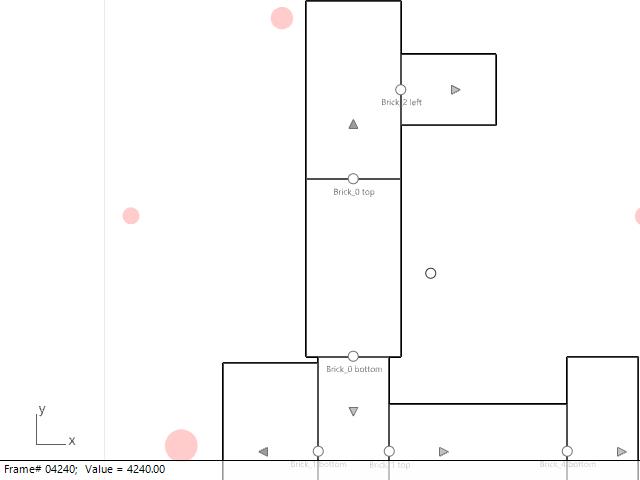 Brick_2 left
Brick_0 top
Brick_0 bottom
y
x
Brick_1 bottom
Brick_1 top
Brick_4 bottom
Frame# 04240; Value = 4240.00